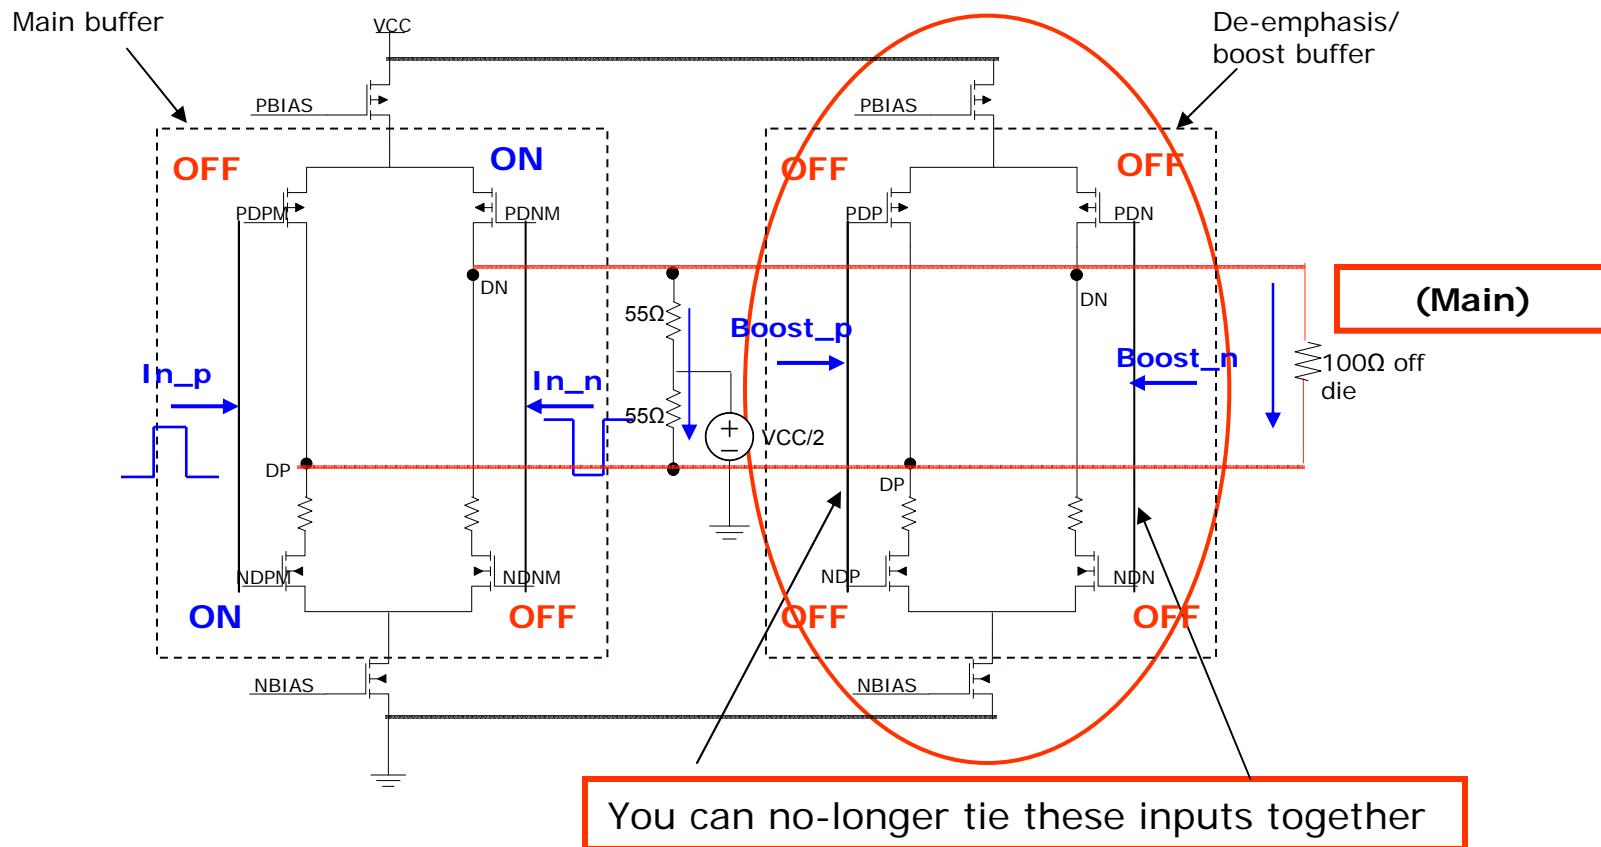 Main buffer
VCC
De-emphasis/
boost buffer
PBIAS
PBIAS
OFF
ON
OFF
OFF
PDPM
PDNM
PDP
PDN
DN
DN
55Ω
Boost_p
(Main)
In_p
In_n
Boost_n
100Ω off
die
55Ω
VCC/2
DP
DP
NDPM
NDNM
NDP
NDN
ON
OFF
OFF
OFF
NBIAS
NBIAS
You can no-longer tie these inputs together